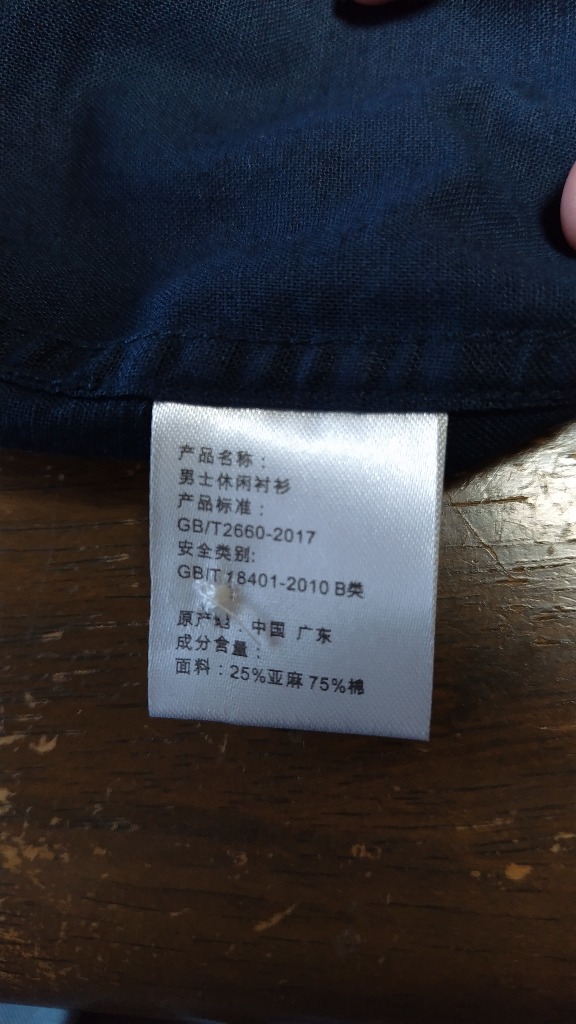 产品名称：
男士休闲衬衫
产品标准：
GB/T2660-2017
安全类别:
GB/T 18401-2010 B类
原产地：中国 广东
成分含量：
面料：25%亚麻 75%棉